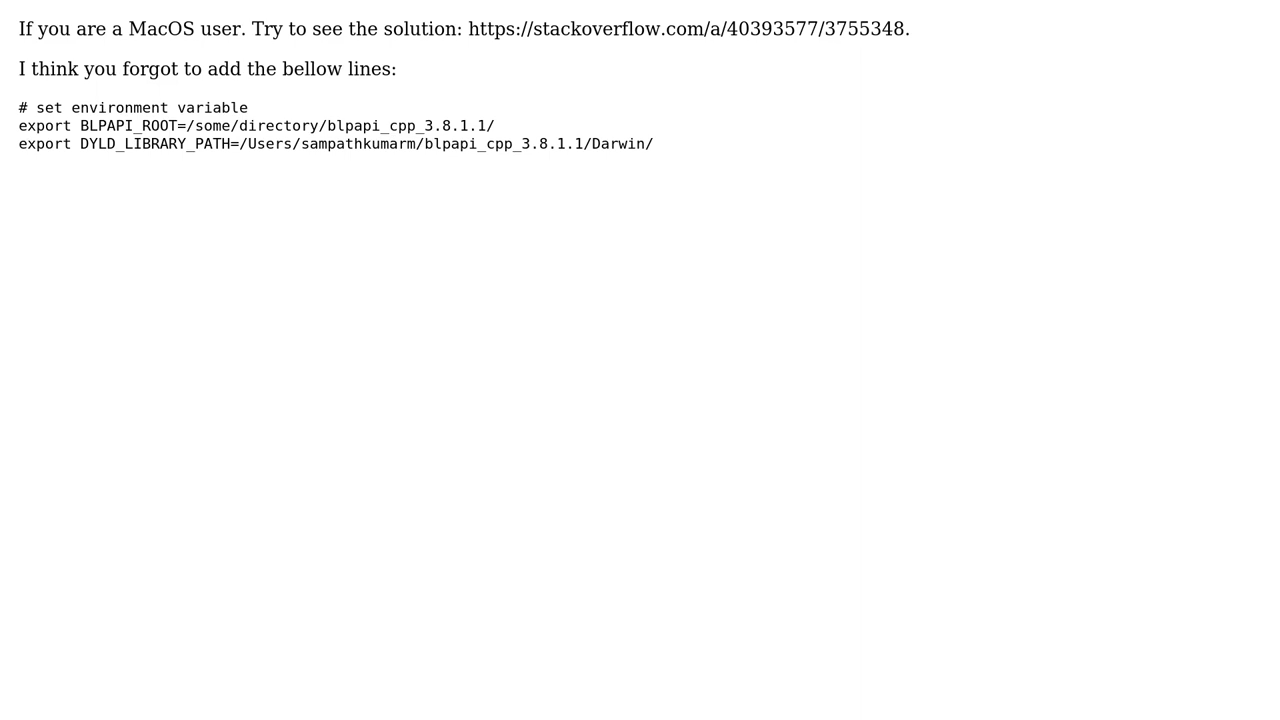 If you are a MacOS user. Try to see the solution: https://stackoverflow.com/a/40393577/3755348.
I think you forgot to add the bellow lines:
# set environment variable
export BLPAPI_ROOT=/some/directory/blpapi_cpp_3.8.1.1/
export DYLD_LIBRARY_PATH=/Users/sampathkumarm/blpapi_cpp_3.8.1.1/Darwin/